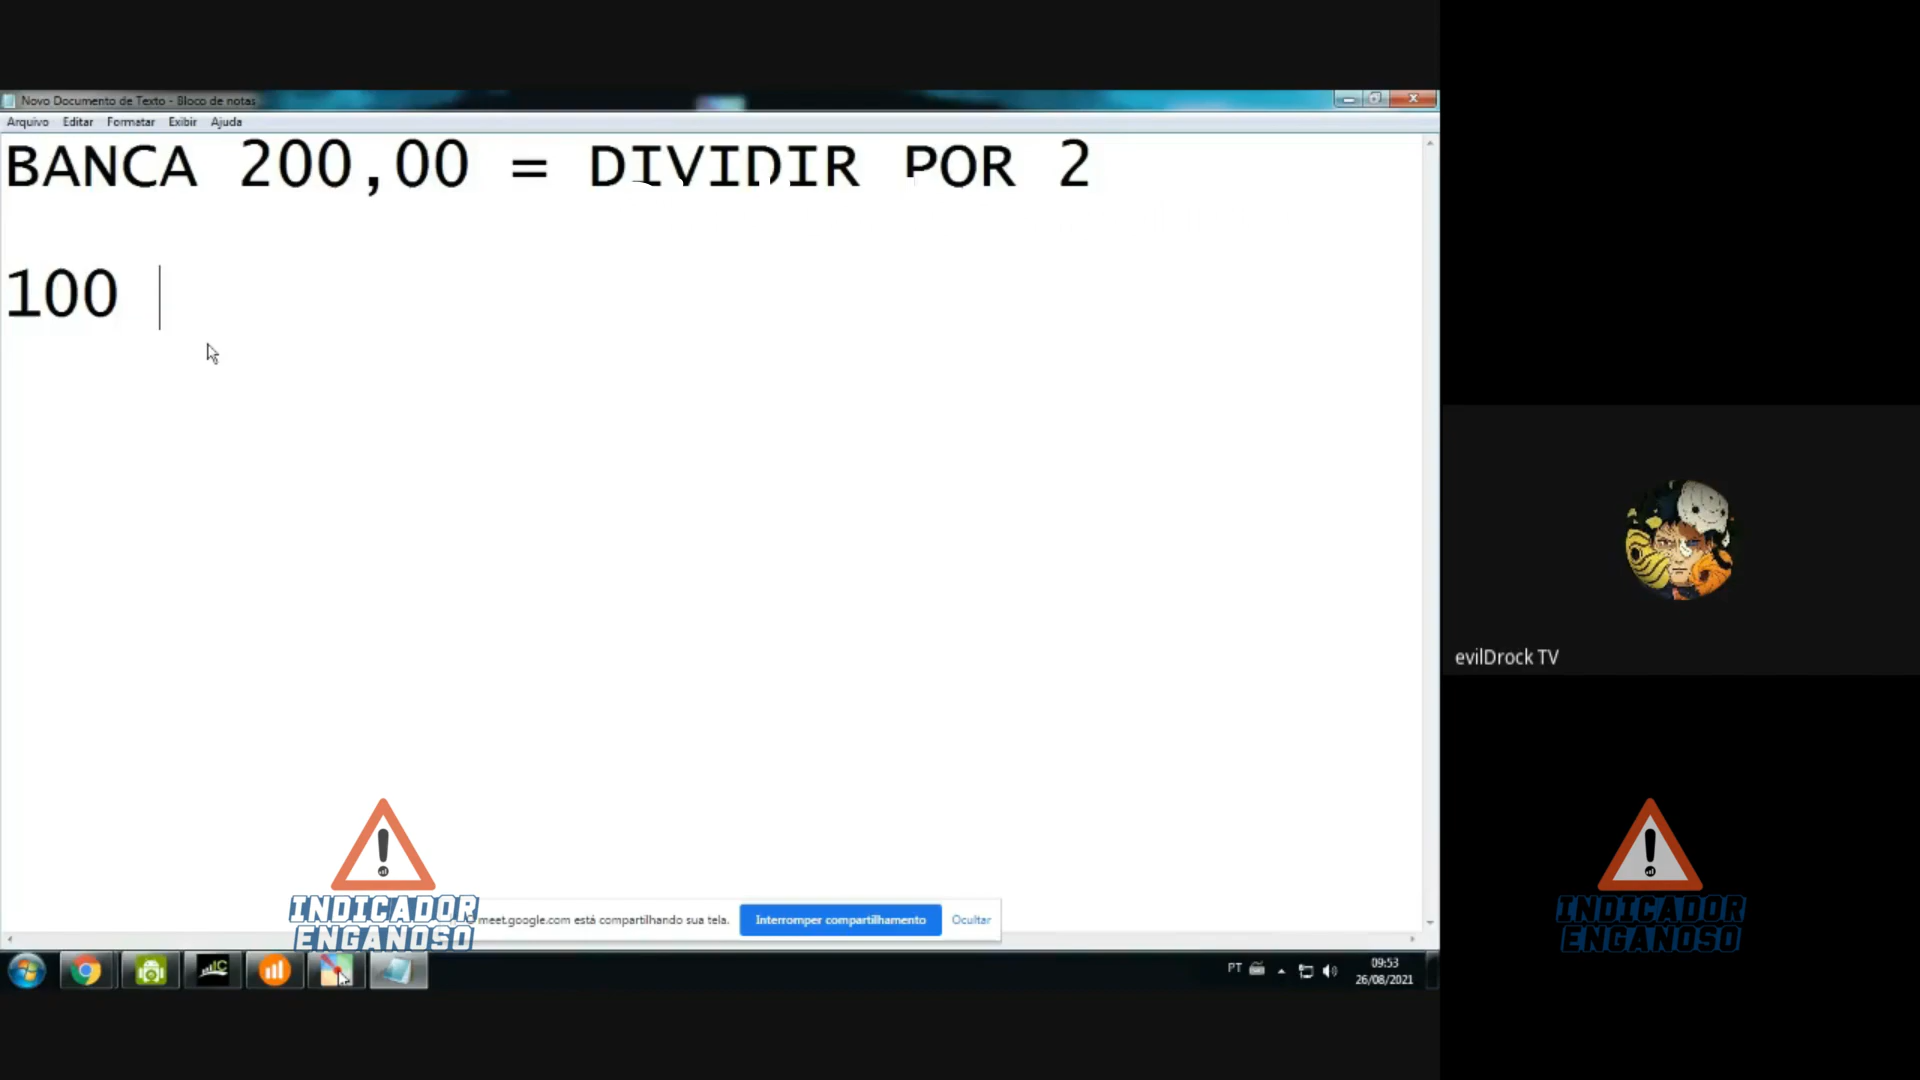 Novo Documento de Texto - Bloco de notas
Arquivo Editar Formatar Exibir Ajuda
BANCA 200,00 = DIVIDIR POR 2
100
evilDrock TV
INDICADOR
ENGANOSO
meet.google.com está compartilhando sua tela. Interromper compartilhamento Ocultar
INDICADOR
ENGANOSO
IC
PT
09:53
26/08/2021